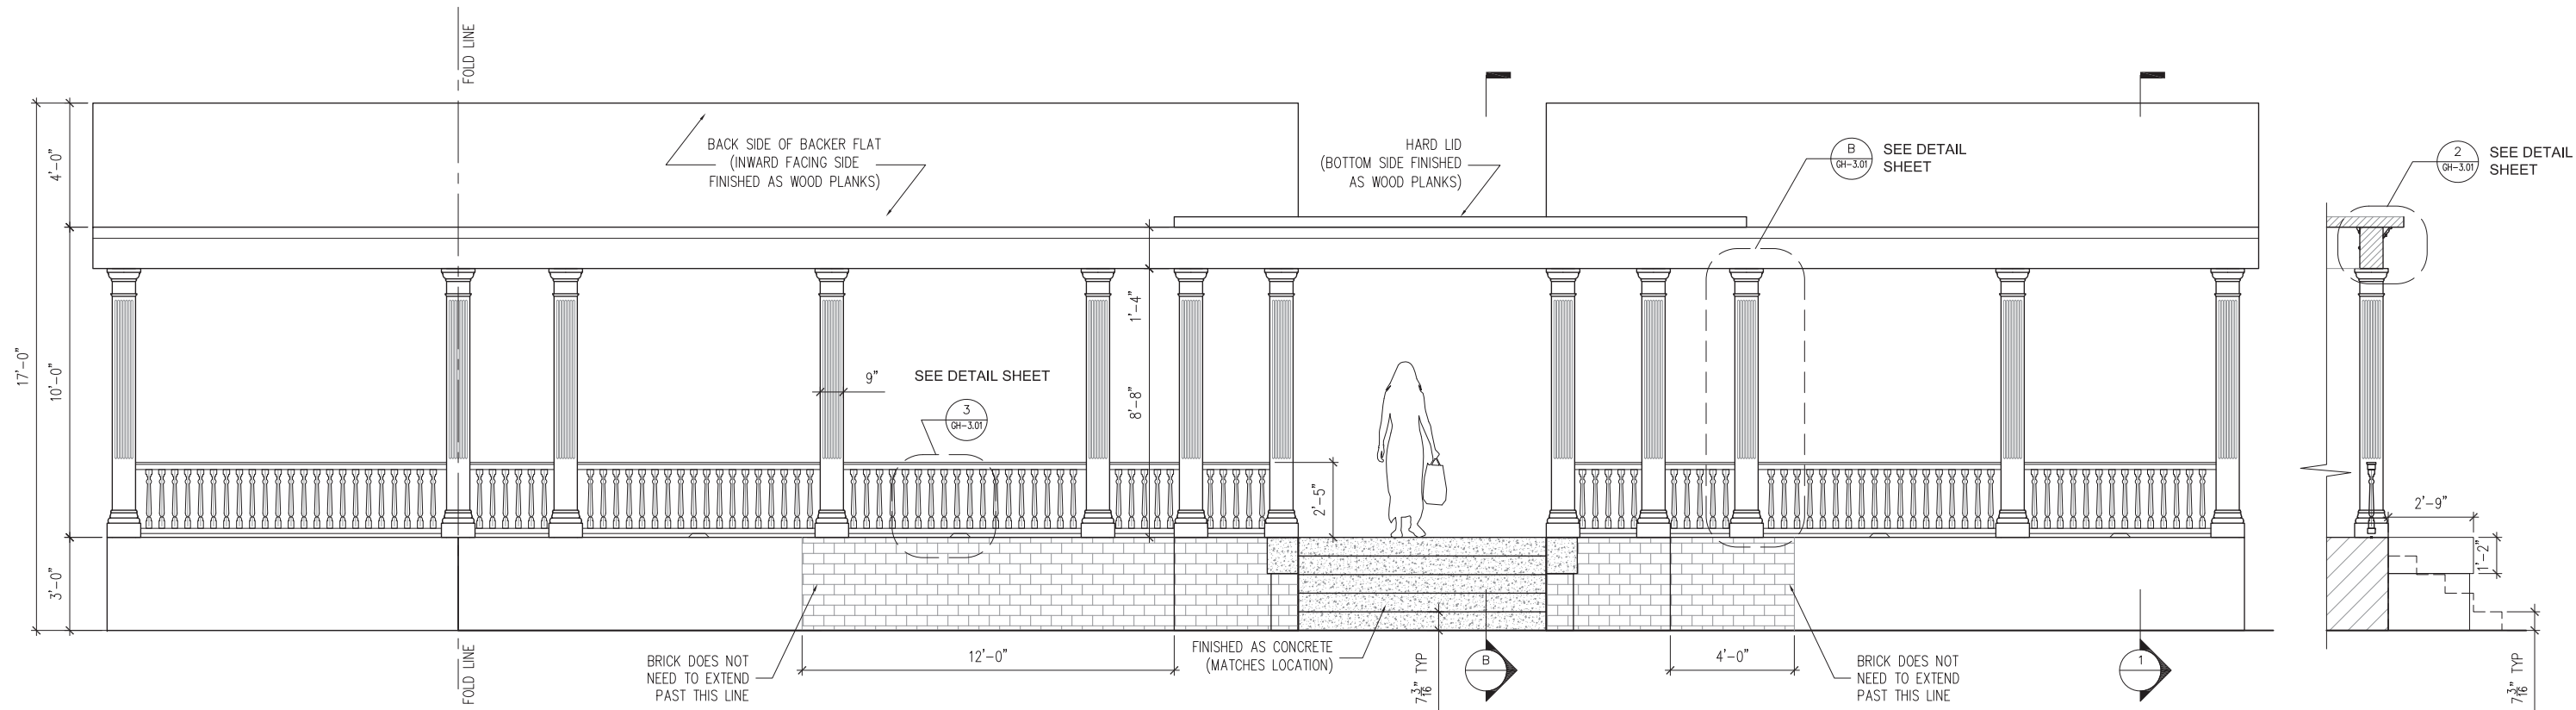 FOLD LINE
17'-0"
4'-0"
10'-0"
3'-0"
BACK SIDE OF BACKER FLAT
(INWARD FACING SIDE
FINISHED AS WOOD PLANKS)
HARD LID
(BOTTOM SIDE FINISHED
AS WOOD PLANKS)
B
GH-3.01
SEE DETAIL
SHEET
2
GH-3.01
SEE DETAIL
SHEET
1'-4"
8'-8"
9"
SEE DETAIL SHEET
3
GH-3.01
2'-5"
2'-9"
1'-2"
FOLD LINE
BRICK DOES NOT
NEED TO EXTEND
PAST THIS LINE
12'-0"
FINISHED AS CONCRETE
(MATCHES LOCATION)
7 3/16" TYP
B
4'-0"
BRICK DOES NOT
NEED TO EXTEND
PAST THIS LINE
1
7 3/16" TYP